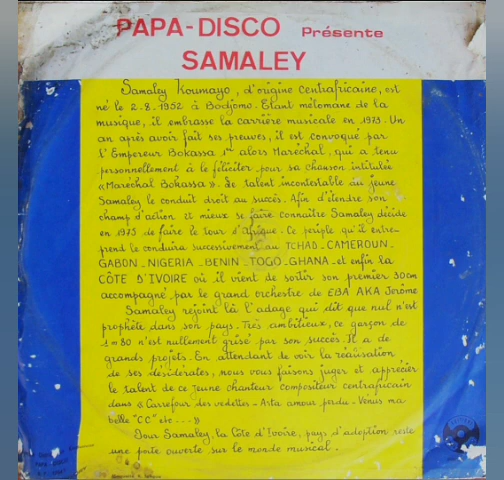 PAPA-DISCO Présente
SAMALEY
Samaley Koumayo, d'origine centrafricaine, est
né le 2-8-1952 à Bodjomo. Etant mélomane de la
musique, il embrasse la carrière musicale en 1973. Un
an après avoir fait ses preuves, il est convoqué par
l'Empereur Bokassa 1er alors Maréchal, qui a tenu
personnellement à le féliciter pour sa chanson intitulée
«Maréchal Bokassa». Le talent incontestable du jeune
Samaley le conduit droit au succès. Afin d'étendre son
champ d'action et mieux se faire connaître Samaley décide
en 1975 de faire le tour d'Afrique. Ce périple qu'il entre-
prend le conduira successivement au TCHAD-CAMEROUN-
GABON-NIGERIA-BENIN-TOGO-GHANA-et enfin la
CÔTE D'IVOIRE où il vient de sortir son premier 30cm
accompagné par le grand orchestre de EBA AKA Jerôme
Samaley rejoint là l'adage qui dit que nul n'est
prophète dans son pays. Très ambitieux, ce garçon de
1m80 n'est nullement grisé par son succès. Il a de
grands projets. En attendant de voir la réalisation
de ses désidérates, nous vous faisons juger et apprécier
le talent de ce jeune chanteur compositeur centrafricain
dans «Carrefour des vedettes - Asta amour perdu - Vénus ma
belle "CC" etc...»
Pour Samaley, la Côte d'Ivoire, pays d'adoption reste
une porte ouverte sur le monde musical.